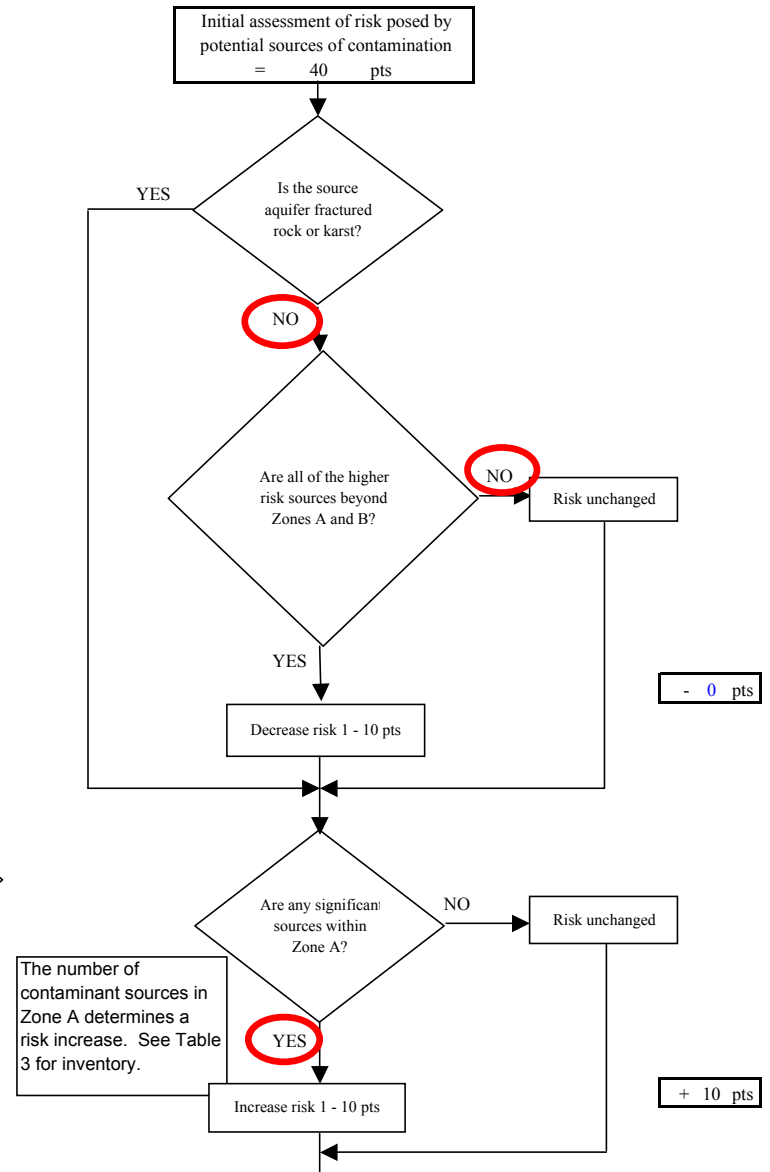 Initial assessment of risk posed by
potential sources of contamination
= 40 pts
YES
Is the source
aquifer fractured
rock or karst?
NO
Are all of the higher
risk sources beyond
Zones A and B?
NO
Risk unchanged
YES
- 0 pts
Decrease risk 1 - 10 pts
Are any significant
sources within
Zone A?
NO
Risk unchanged
The number of
contaminant sources in
Zone A determines a
risk increase. See Table
3 for inventory.
YES
+ 10 pts
Increase risk 1 - 10 pts